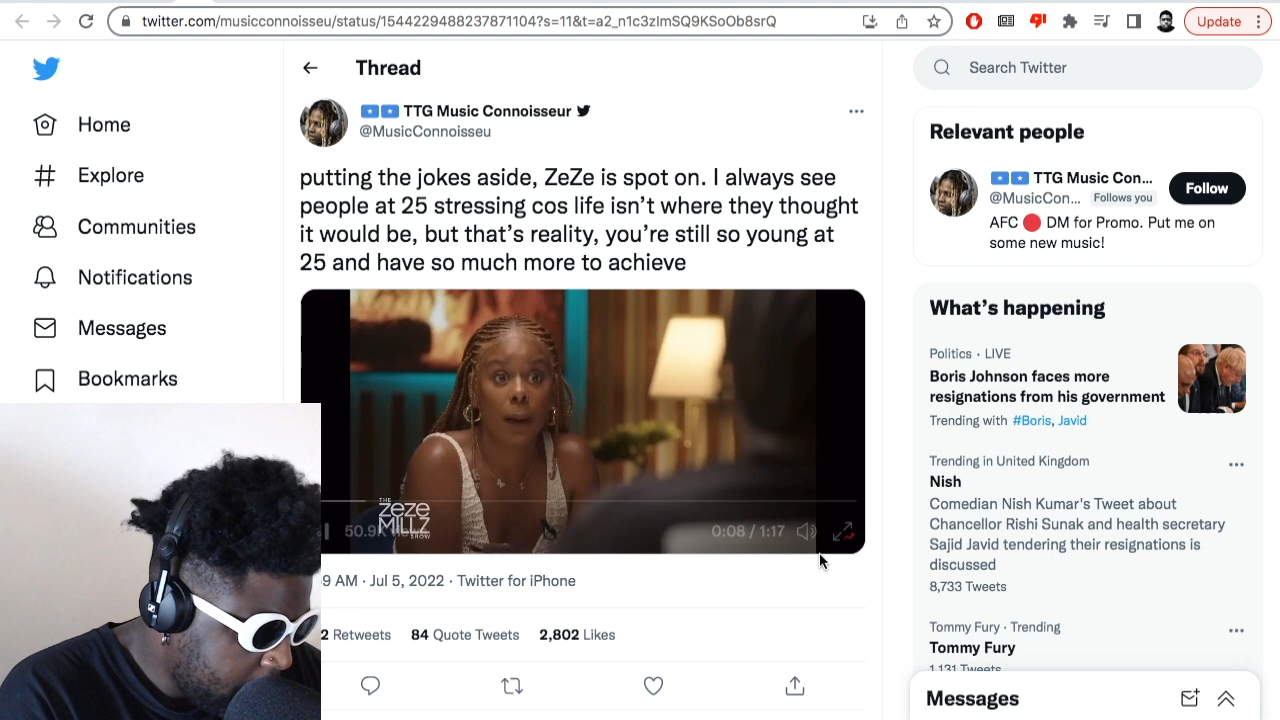 twitter.com/musicconnoisseu/status/1544229488237871104?s=11&t=a2_n1c3zImSQ9KSoOb8srQ
Update
Home
Explore
Communities
Notifications
Messages
Bookmarks
Thread
TTG Music Connoisseur
@MusicConnoisseu
putting the jokes aside, ZeZe is spot on. I always see
people at 25 stressing cos life isn't where they thought
it would be, but that's reality, you're still so young at
25 and have so much more to achieve
THE
ZEZE
MILLZ
SHOW
50.9K
0:08 / 1:17
9 AM · Jul 5, 2022 · Twitter for iPhone
2 Retweets 84 Quote Tweets 2,802 Likes
Search Twitter
Relevant people
TTG Music Con...
@MusicCon... Follows you
Follow
AFC 🔴 DM for Promo. Put me on
some new music!
What's happening
Politics · LIVE
Boris Johnson faces more
resignations from his government
Trending with #Boris, Javid
Trending in United Kingdom
Nish
Comedian Nish Kumar's Tweet about
Chancellor Rishi Sunak and health secretary
Sajid Javid tendering their resignations is
discussed
8,733 Tweets
Tommy Fury · Trending
Tommy Fury
1,131 Tweets
Messages